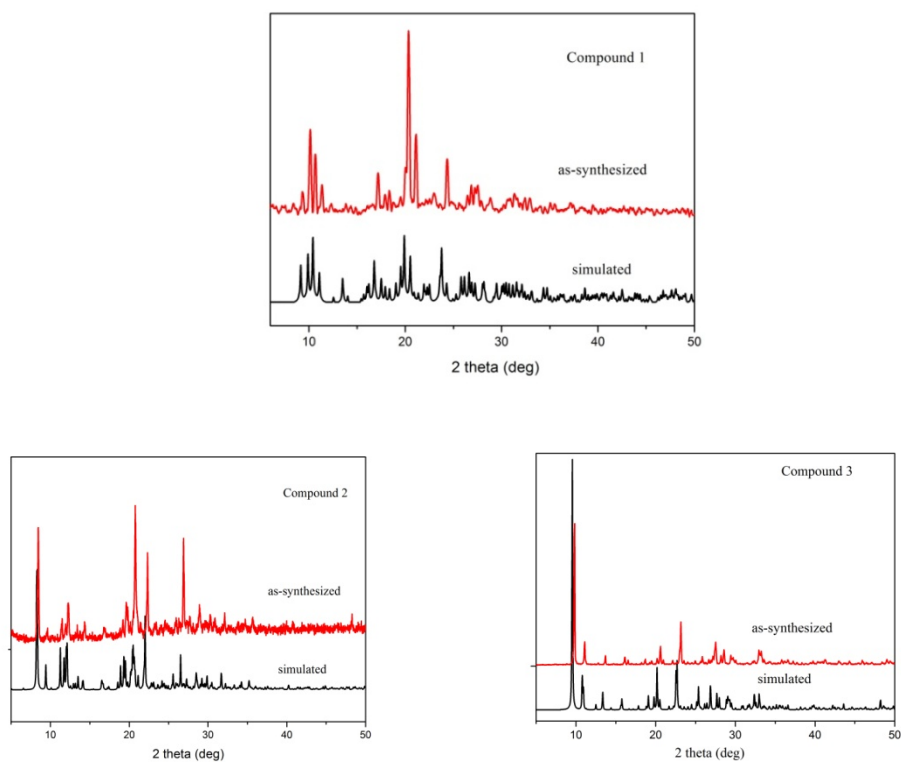 Compound 1
as-synthesized
simulated
10 20 30 40 50
2 theta (deg)
Compound 2
as-synthesized
simulated
10 20 30 40 50
2 theta (deg)
Compound 3
as-synthesized
simulated
10 20 30 40 50
2 theta (deg)